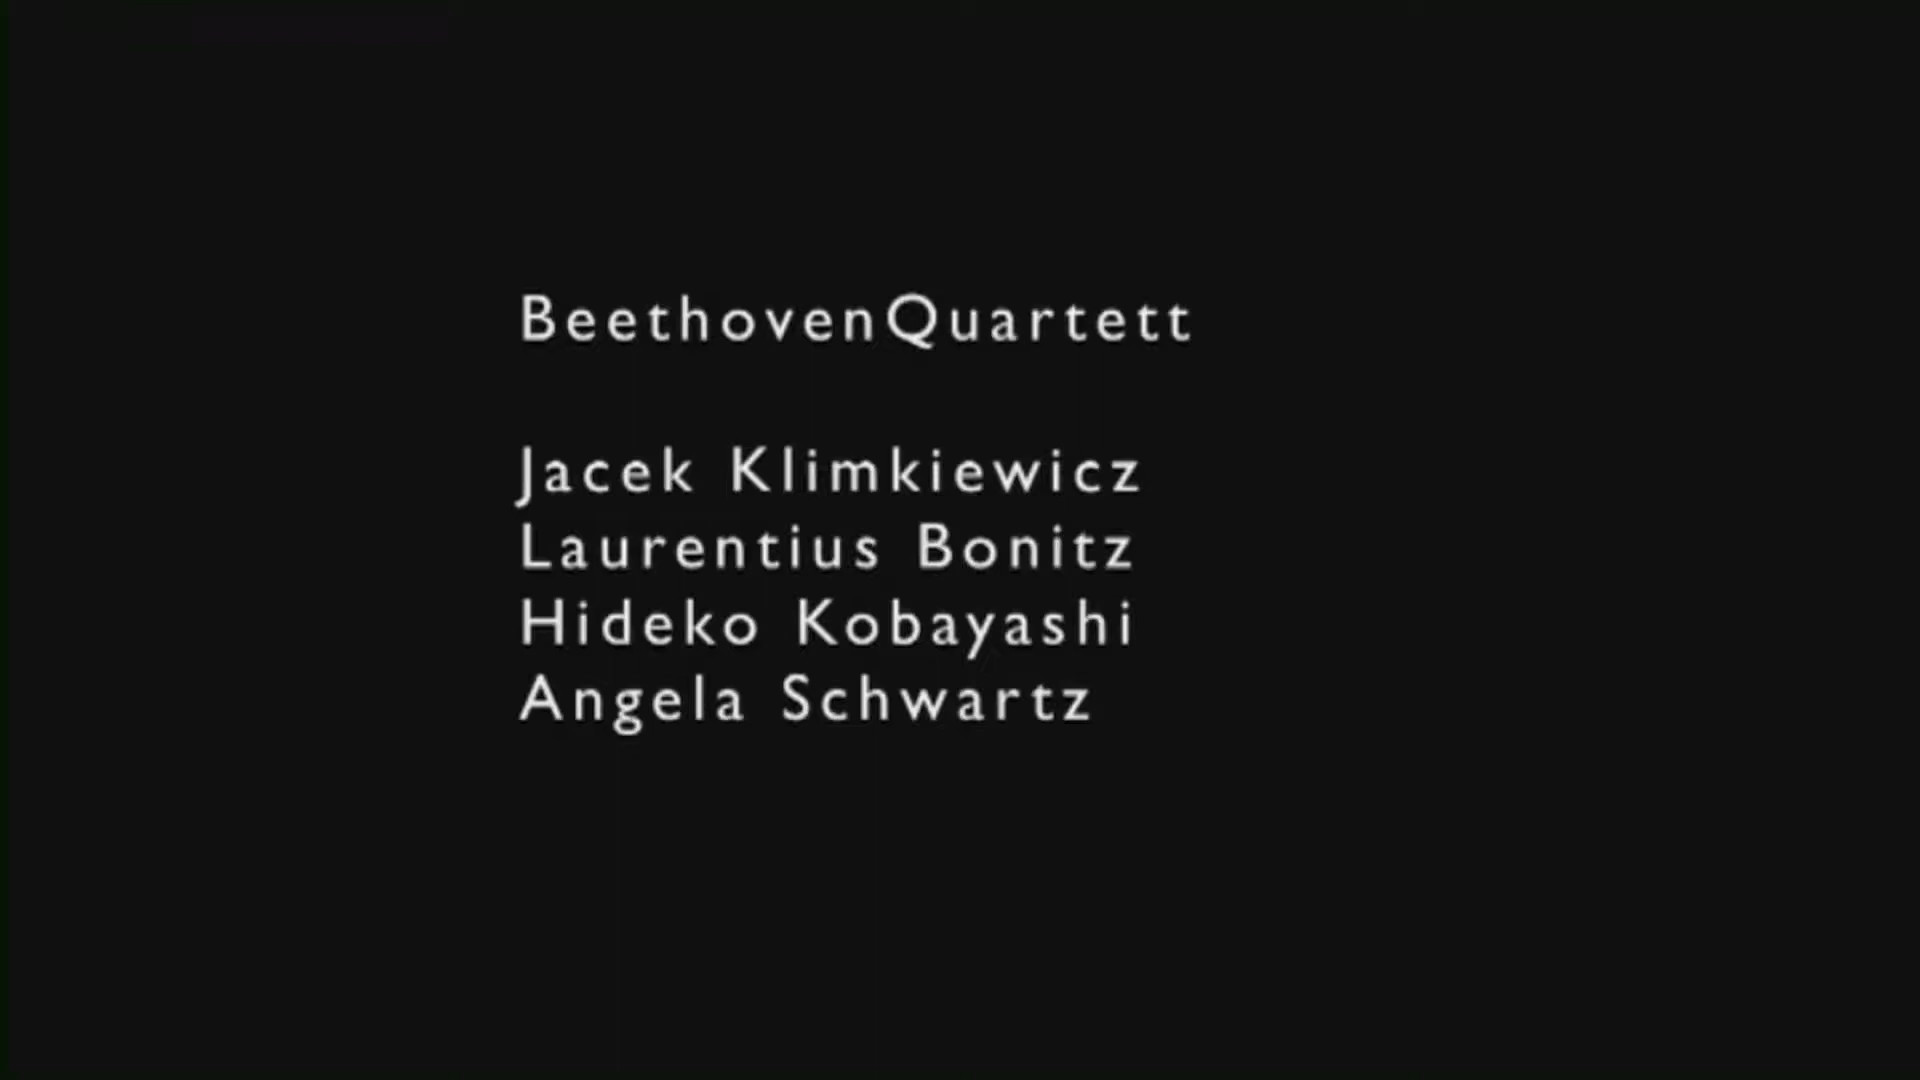 BeethovenQuartett
Jacek Klimkiewicz
Laurentius Bonitz
Hideko Kobayashi
Angela Schwartz